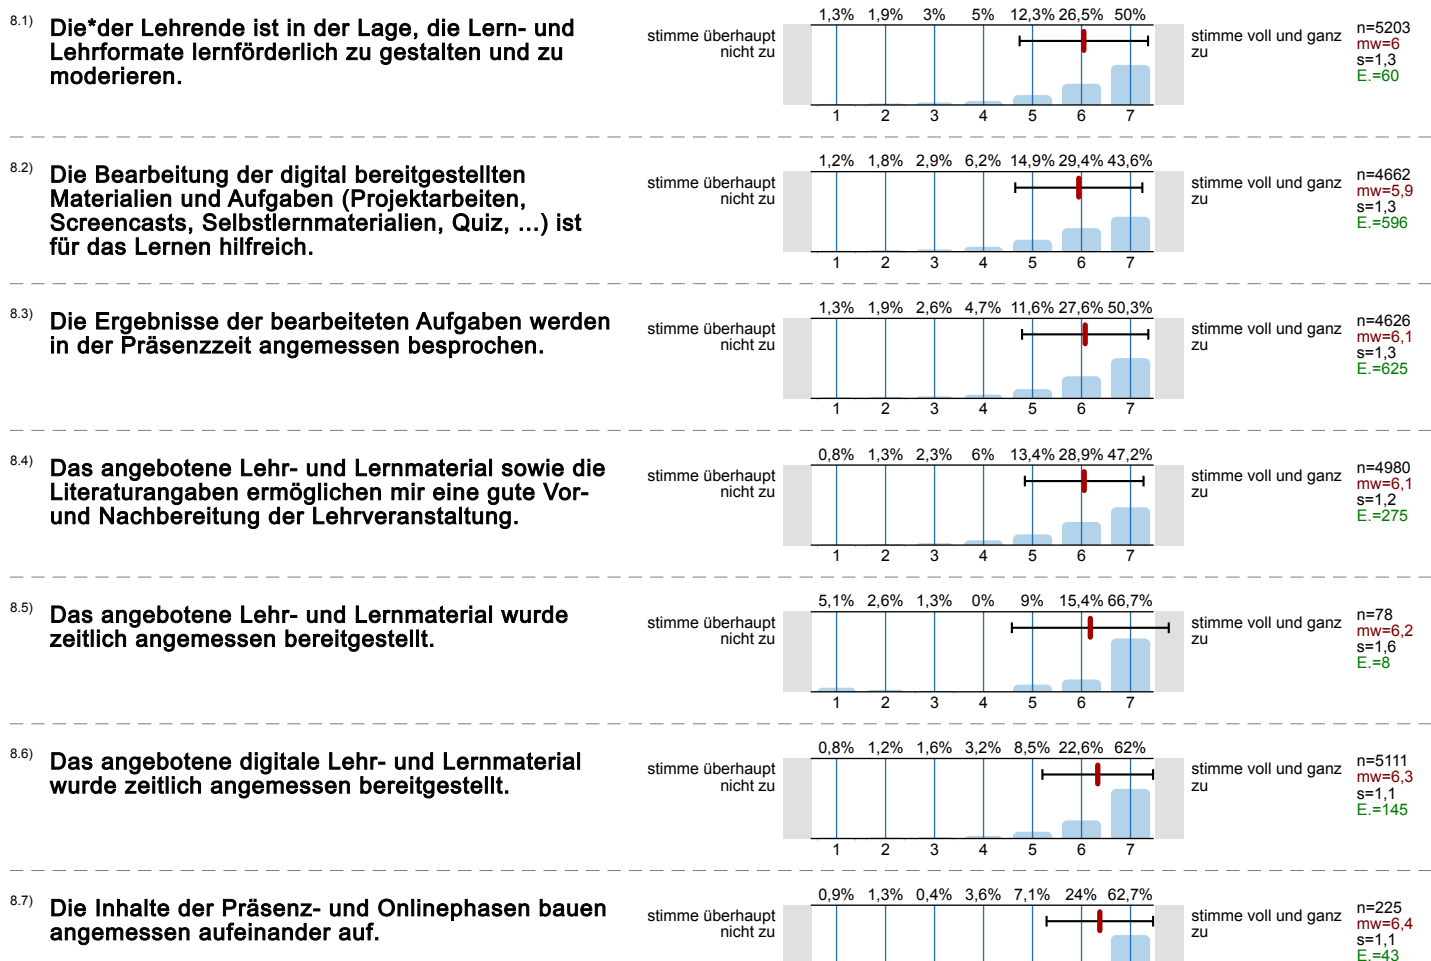 8.1) Die*der Lehrende ist in der Lage, die Lern- und
Lehrformate lernförderlich zu gestalten und zu
moderieren.
stimme überhaupt
nicht zu
1,3% 1,9% 3% 5% 12,3% 26,5% 50%
1 2 3 4 5 6 7
stimme voll und ganz
zu
n=5203
mw=6
s=1,3
E.=60
8.2) Die Bearbeitung der digital bereitgestellten
Materialien und Aufgaben (Projektarbeiten,
Screencasts, Selbstlernmaterialien, Quiz, ...) ist
für das Lernen hilfreich.
stimme überhaupt
nicht zu
1,2% 1,8% 2,9% 6,2% 14,9% 29,4% 43,6%
1 2 3 4 5 6 7
stimme voll und ganz
zu
n=4662
mw=5,9
s=1,3
E.=596
8.3) Die Ergebnisse der bearbeiteten Aufgaben werden
in der Präsenzzeit angemessen besprochen.
stimme überhaupt
nicht zu
1,3% 1,9% 2,6% 4,7% 11,6% 27,6% 50,3%
1 2 3 4 5 6 7
stimme voll und ganz
zu
n=4626
mw=6,1
s=1,3
E.=625
8.4) Das angebotene Lehr- und Lernmaterial sowie die
Literaturangaben ermöglichen mir eine gute Vor-
und Nachbereitung der Lehrveranstaltung.
stimme überhaupt
nicht zu
0,8% 1,3% 2,3% 6% 13,4% 28,9% 47,2%
1 2 3 4 5 6 7
stimme voll und ganz
zu
n=4980
mw=6,1
s=1,2
E.=275
8.5) Das angebotene Lehr- und Lernmaterial wurde
zeitlich angemessen bereitgestellt.
stimme überhaupt
nicht zu
5,1% 2,6% 1,3% 0% 9% 15,4% 66,7%
1 2 3 4 5 6 7
stimme voll und ganz
zu
n=78
mw=6,2
s=1,6
E.=8
8.6) Das angebotene digitale Lehr- und Lernmaterial
wurde zeitlich angemessen bereitgestellt.
stimme überhaupt
nicht zu
0,8% 1,2% 1,6% 3,2% 8,5% 22,6% 62%
1 2 3 4 5 6 7
stimme voll und ganz
zu
n=5111
mw=6,3
s=1,1
E.=145
8.7) Die Inhalte der Präsenz- und Onlinephasen bauen
angemessen aufeinander auf.
stimme überhaupt
nicht zu
0,9% 1,3% 0,4% 3,6% 7,1% 24% 62,7%
stimme voll und ganz
zu
n=225
mw=6,4
s=1,1
E.=43